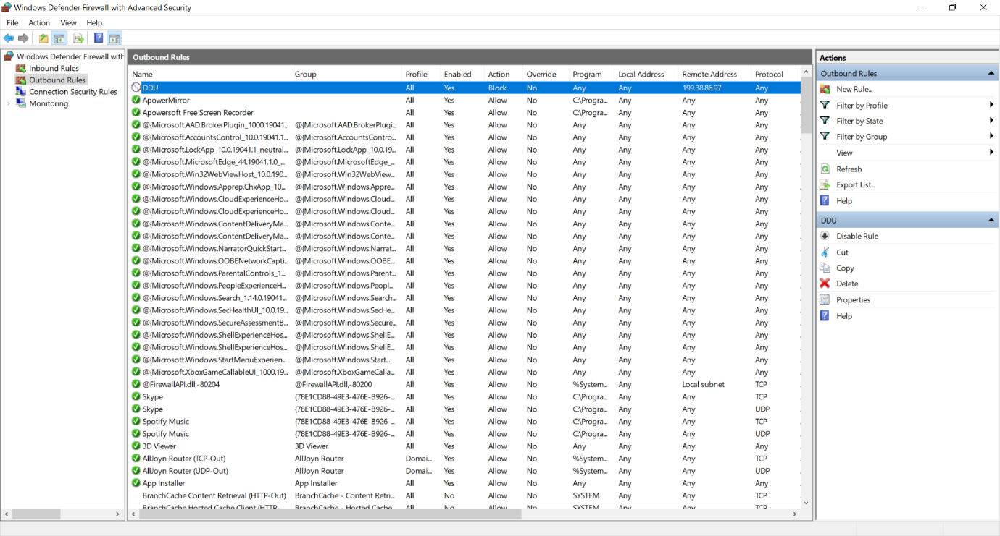 Windows Defender Firewall with Advanced Security
File Action View Help
Windows Defender Firewall with
Inbound Rules
Outbound Rules
Connection Security Rules
Monitoring
Outbound Rules
Name Group Profile Enabled Action Override Program Local Address Remote Address Protocol
DDU All Yes Block No Any Any 199.38.86.97 Any
ApowerMirror All Yes Allow No C:\Progra... Any Any Any
Apowersoft Free Screen Recorder All Yes Allow No C:\Progra... Any Any Any
@{Microsoft.AAD.BrokerPlugin_1000.19041... @{Microsoft.AAD.BrokerPlugi... All Yes Allow No Any Any Any Any
@{Microsoft.AccountsControl_10.0.19041.1... @{Microsoft.AccountsContro... All Yes Allow No Any Any Any Any
@{Microsoft.LockApp_10.0.19041.1_neutral... @{Microsoft.LockApp_10.0.19... All Yes Allow No Any Any Any Any
@{Microsoft.MicrosoftEdge_44.19041.1.0_... @{Microsoft.MicrosoftEdge_... All Yes Allow No Any Any Any Any
@{Microsoft.Win32WebViewHost_10.0.190... @{Microsoft.Win32WebView... All Yes Allow No Any Any Any Any
@{Microsoft.Windows.Apprep.ChxApp_10... @{Microsoft.Windows.Appre... All Yes Allow No Any Any Any Any
@{Microsoft.Windows.CloudExperienceHo... @{Microsoft.Windows.Cloud... All Yes Allow No Any Any Any Any
@{Microsoft.Windows.CloudExperienceHo... @{Microsoft.Windows.Cloud... All Yes Allow No Any Any Any Any
@{Microsoft.Windows.ContentDeliveryMa... @{Microsoft.Windows.Conte... All Yes Allow No Any Any Any Any
@{Microsoft.Windows.ContentDeliveryMa... @{Microsoft.Windows.Conte... All Yes Allow No Any Any Any Any
@{Microsoft.Windows.NarratorQuickStart... @{Microsoft.Windows.Narrat... All Yes Allow No Any Any Any Any
@{Microsoft.Windows.OOBENetworkCapti... @{Microsoft.Windows.OOBE... All Yes Allow No Any Any Any Any
@{Microsoft.Windows.ParentalControls_1... @{Microsoft.Windows.Parent... All Yes Allow No Any Any Any Any
@{Microsoft.Windows.PeopleExperienceH... @{Microsoft.Windows.Peopl... All Yes Allow No Any Any Any Any
@{Microsoft.Windows.Search_1.14.0.19041... @{Microsoft.Windows.Search... All Yes Allow No Any Any Any Any
@{Microsoft.Windows.SecHealthUI_10.0.19... @{Microsoft.Windows.SecHe... All Yes Allow No Any Any Any Any
@{Microsoft.Windows.SecureAssessmentB... @{Microsoft.Windows.Secure... All Yes Allow No Any Any Any Any
@{Microsoft.Windows.ShellExperienceHos... @{Microsoft.Windows.ShellE... All Yes Allow No Any Any Any Any
@{Microsoft.Windows.ShellExperienceHos... @{Microsoft.Windows.ShellE... All Yes Allow No Any Any Any Any
@{Microsoft.Windows.StartMenuExperien... @{Microsoft.Windows.Start... All Yes Allow No Any Any Any Any
@{Microsoft.XboxGameCallableUI_1000.19... @{Microsoft.XboxGameCalla... All Yes Allow No Any Any Any Any
@FirewallAPI.dll,-80204 @FirewallAPI.dll,-80200 All Yes Allow No %System... Any Local subnet TCP
Skype {78E1CD88-49E3-476E-B926-... All Yes Allow No C:\Progra... Any Any TCP
Skype {78E1CD88-49E3-476E-B926-... All Yes Allow No C:\Progra... Any Any UDP
Spotify Music {78E1CD88-49E3-476E-B926-... All Yes Allow No C:\Progra... Any Any TCP
Spotify Music {78E1CD88-49E3-476E-B926-... All Yes Allow No C:\Progra... Any Any UDP
3D Viewer 3D Viewer All Yes Allow No Any Any Any Any
AllJoyn Router (TCP-Out) AllJoyn Router Domai... Yes Allow No %System... Any Any TCP
AllJoyn Router (UDP-Out) AllJoyn Router Domai... Yes Allow No %System... Any Any UDP
App Installer App Installer All Yes Allow No Any Any Any Any
BranchCache Content Retrieval (HTTP-Out) BranchCache - Content Retri... All No Allow No SYSTEM Any Any TCP
BranchCache Hosted Cache Client (HTTP- BranchCache - Hosted Cache All No Allow No SYSTEM Any Any TCP
Actions
Outbound Rules
New Rule...
Filter by Profile
Filter by State
Filter by Group
View
Refresh
Export List...
Help
DDU
Disable Rule
Cut
Copy
Delete
Properties
Help